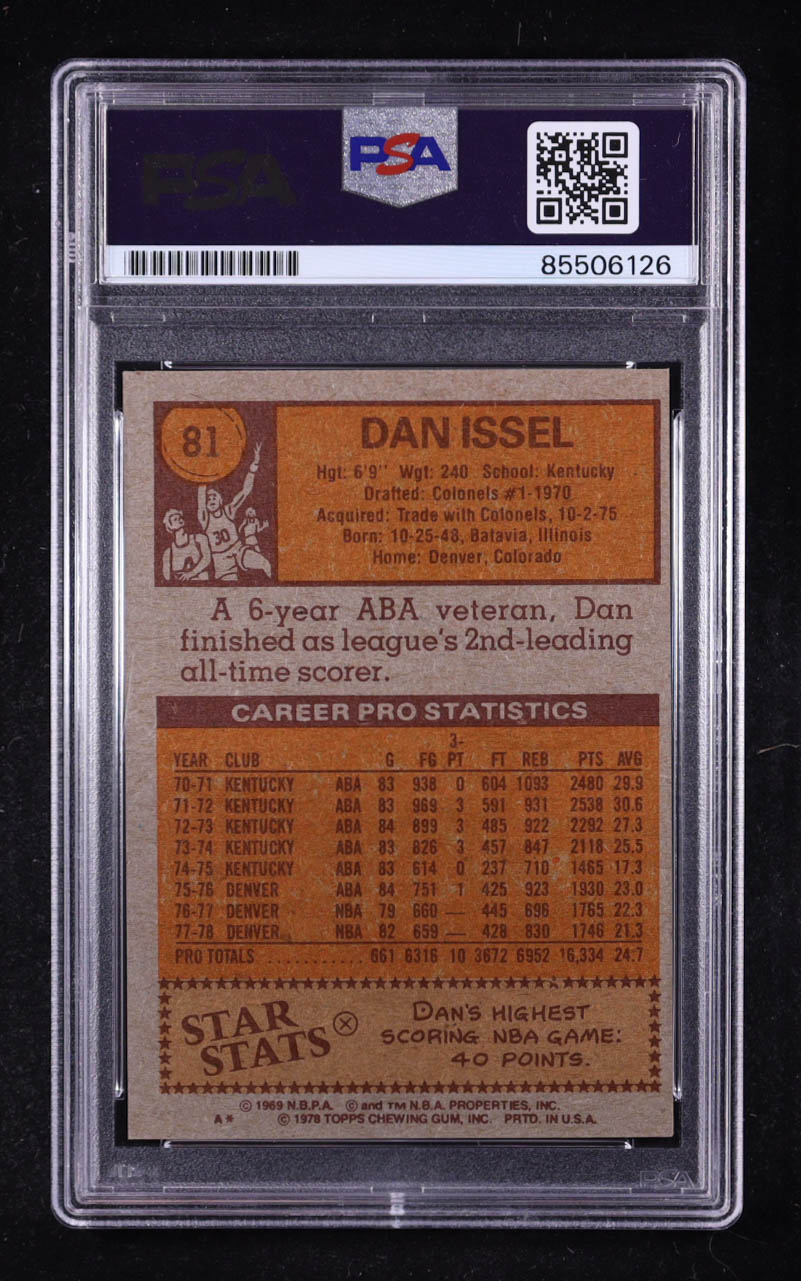 PSA
PSA
85506126
81
DAN ISSEL
Hgt: 6'9" Wgt: 240 School: Kentucky
Drafted: Colonels #1-1970
Acquired: Trade with Colonels, 10-2-75
Born: 10-25-48, Batavia, Illinois
Home: Denver, Colorado
30
A 6-year ABA veteran, Dan
finished as league's 2nd-leading
all-time scorer.
CAREER PRO STATISTICS
YEAR CLUB G FG 3-PT FT REB PTS AVG
70-71 KENTUCKY ABA 83 938 0 604 1093 2480 29.9
71-72 KENTUCKY ABA 83 969 3 591 931 2538 30.6
72-73 KENTUCKY ABA 84 899 3 485 922 2292 27.3
73-74 KENTUCKY ABA 83 826 3 457 847 2118 25.5
74-75 KENTUCKY ABA 83 614 0 237 710 1465 17.3
75-76 DENVER ABA 84 751 1 425 923 1930 23.0
76-77 DENVER NBA 79 660 — 445 696 1765 22.3
77-78 DENVER NBA 82 659 — 428 830 1746 21.3
PRO TOTALS ........... 661 6316 10 3672 6952 16,334 24.7
STAR
STATS
DAN'S HIGHEST
SCORING NBA GAME:
40 POINTS.
© 1969 N.B.P.A. © and TM N.B.A. PROPERTIES, INC.
A* © 1978 TOPPS CHEWING GUM, INC. PRTD. IN U.S.A.
PSA